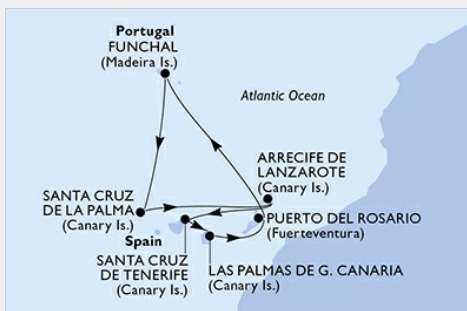 Portugal
FUNCHAL
(Madeira Is.)
Atlantic Ocean
ARRECIFE DE
LANZAROTE
(Canary Is.)
SANTA CRUZ
DE LA PALMA
(Canary Is.)
PUERTO DEL ROSARIO
(Fuerteventura)
Spain
SANTA CRUZ
DE TENERIFE
(Canary Is.)
LAS PALMAS DE G. CANARIA
(Canary Is.)